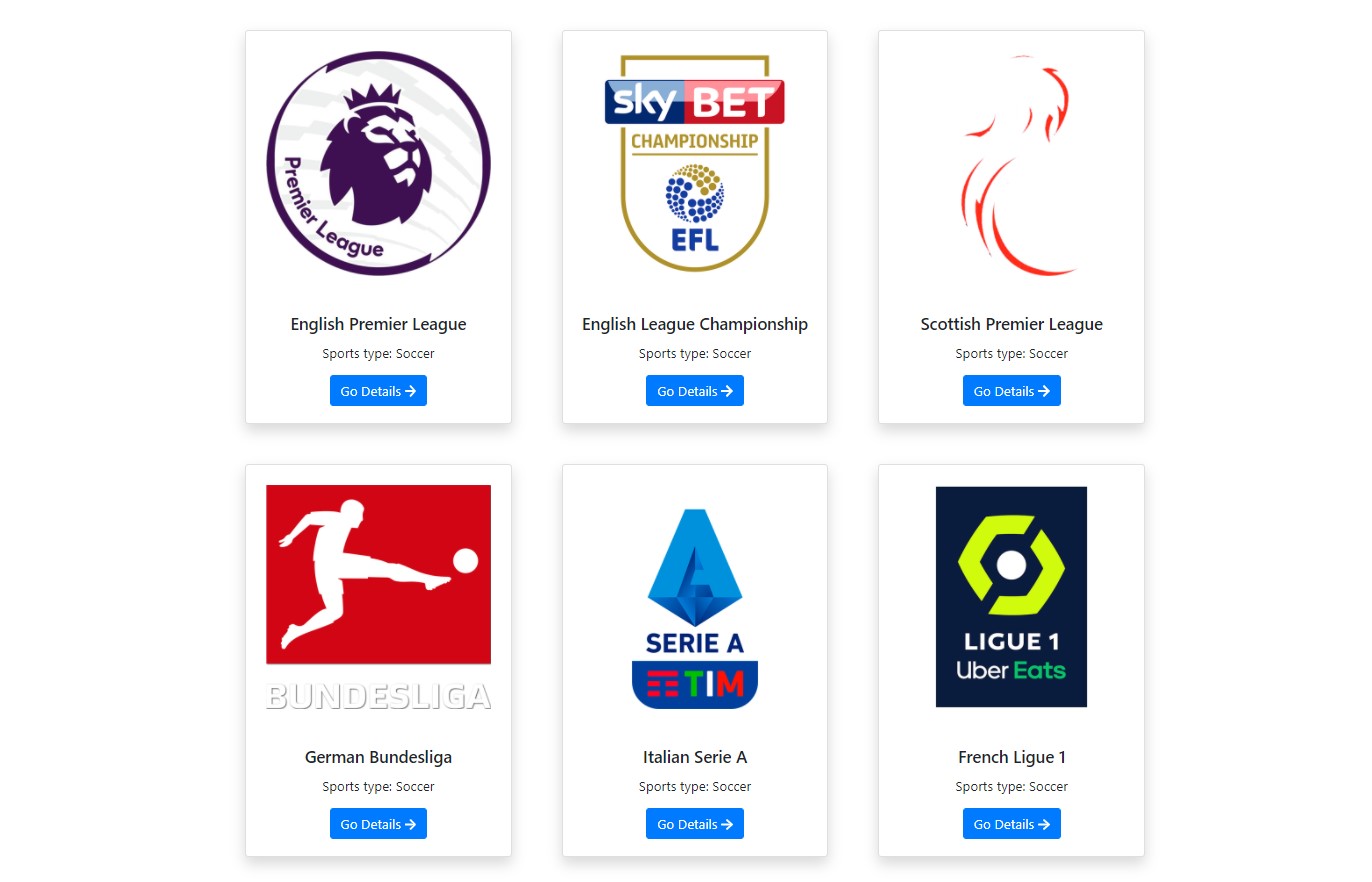 Premier League
English Premier League
Sports type: Soccer
Go Details
sky BET
CHAMPIONSHIP
EFL
English League Championship
Sports type: Soccer
Go Details
Scottish Premier League
Sports type: Soccer
Go Details
BUNDESLIGA
German Bundesliga
Sports type: Soccer
Go Details
SERIE A
TIM
Italian Serie A
Sports type: Soccer
Go Details
LIGUE 1
Uber Eats
French Ligue 1
Sports type: Soccer
Go Details